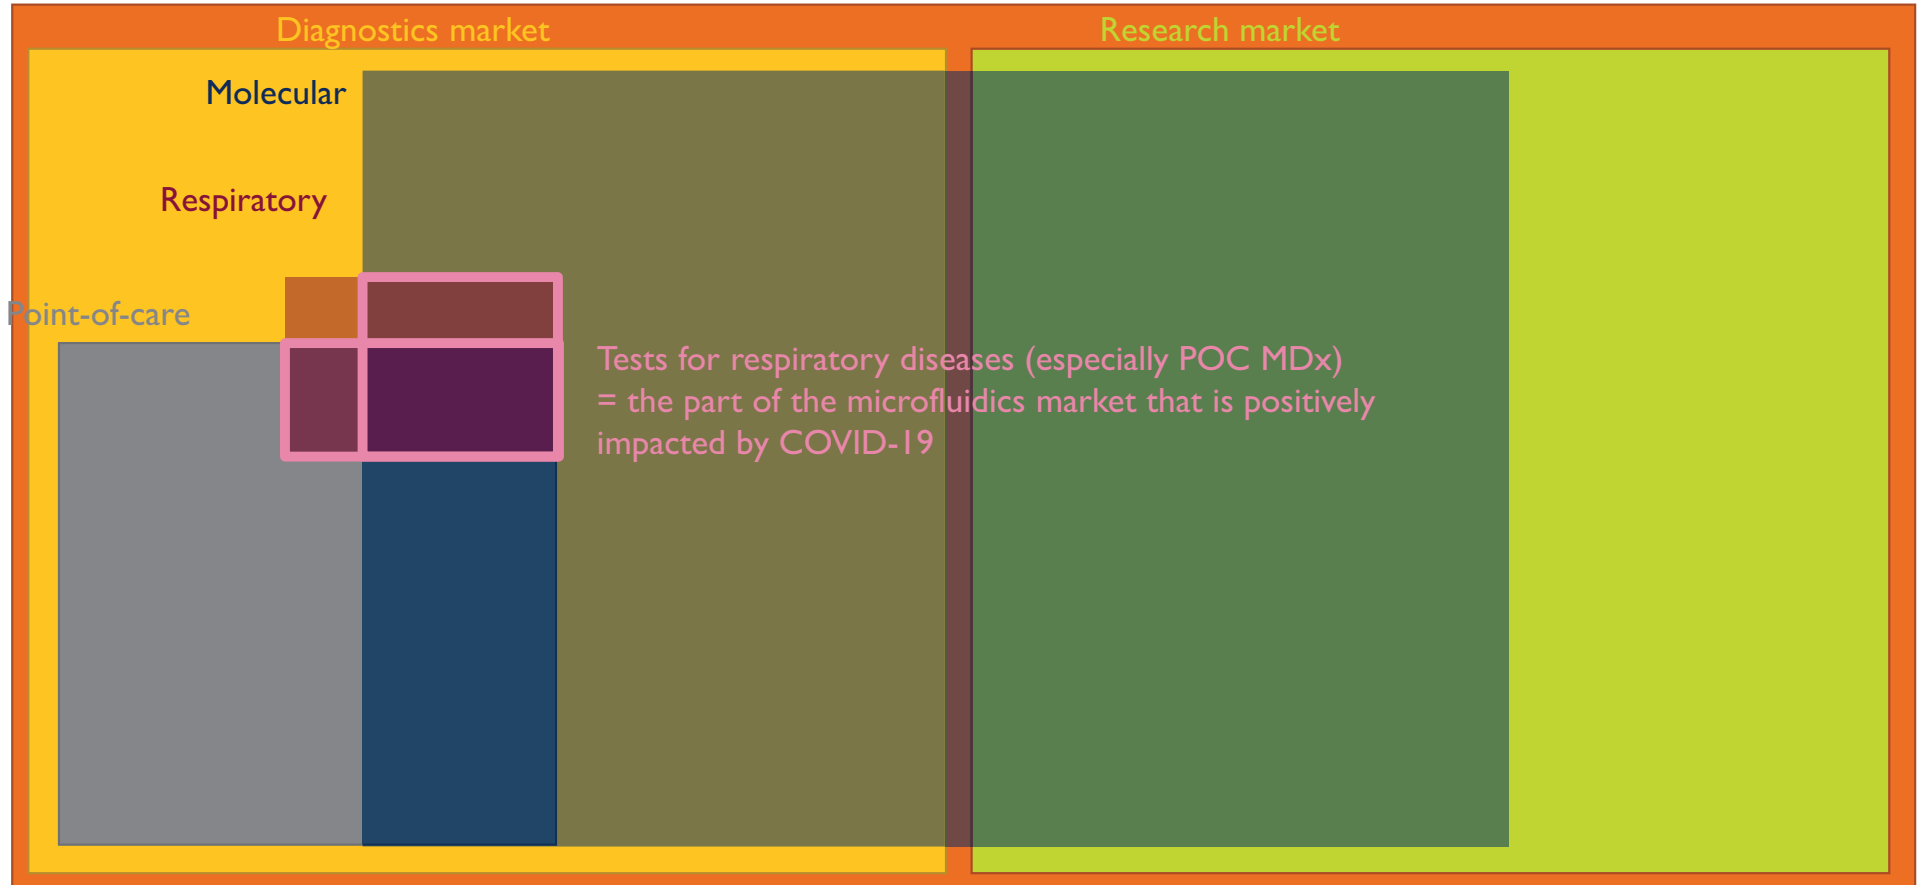 Diagnostics market
Research market
Molecular
Respiratory
Point-of-care
Tests for respiratory diseases (especially POC MDx)
= the part of the microfluidics market that is positively
impacted by COVID-19